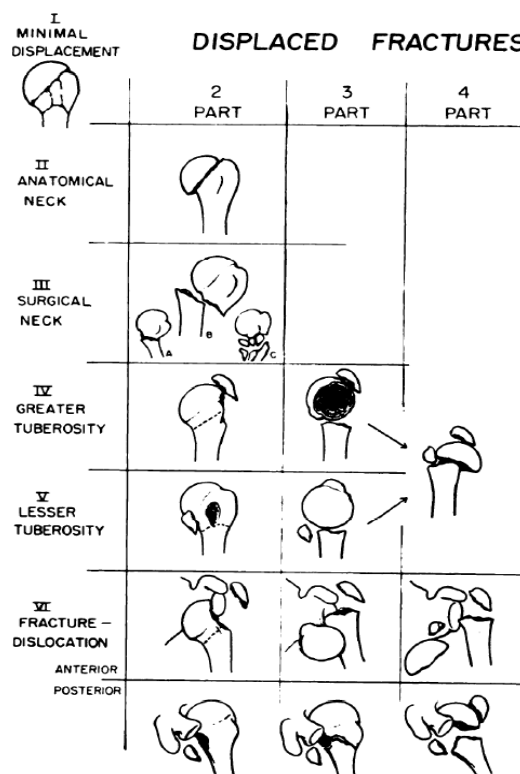 I
MINIMAL
DISPLACEMENT
DISPLACED FRACTURES
2
PART
3
PART
4
PART
II
ANATOMICAL
NECK
III
SURGICAL
NECK
A
B
C
IV
GREATER
TUBEROSITY
V
LESSER
TUBEROSITY
VI
FRACTURE-
DISLOCATION
ANTERIOR
POSTERIOR